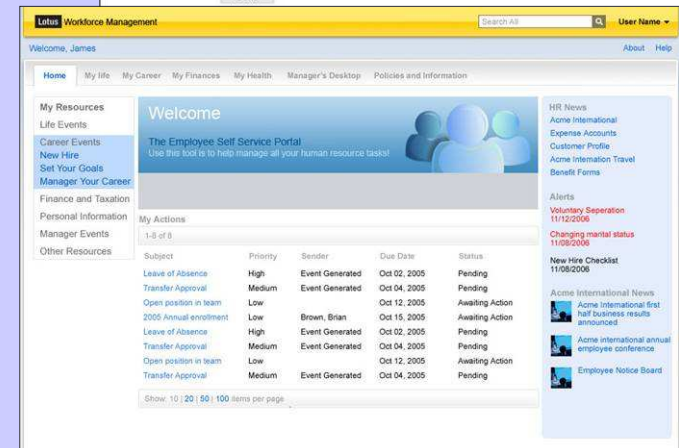 Lotus Workforce Management
Search All
User Name
Welcome, James
About Help
Home My life My Career My Finances My Health Manager's Desktop Policies and Information
My Resources
Life Events
Career Events
New Hire
Set Your Goals
Manager Your Career
Finance and Taxation
Personal Information
Manager Events
Other Resources
Welcome
The Employee Self Service Portal
Use this tool is to help manage all your human resource tasks!
My Actions
1-8 of 8
Subject Priority Sender Due Date Status
Leave of Absence High Event Generated Oct 02, 2005 Pending
Transfer Approval Medium Event Generated Oct 04, 2005 Pending
Open position in team Low Oct 12, 2005 Awaiting Action
2005 Annual enrollment Low Brown, Brian Oct 15, 2005 Awaiting Action
Leave of Absence High Event Generated Oct 02, 2005 Pending
Transfer Approval Medium Event Generated Oct 04, 2005 Pending
Open position in team Low Oct 12, 2005 Awaiting Action
Transfer Approval Medium Event Generated Oct 04, 2005 Pending
Show: 10 | 20 | 50 | 100 items per page
HR News
Acme International
Expense Accounts
Customer Profile
Acme Internation Travel
Benefit Forms
Alerts
Voluntary Seperation
11/12/2006
Changing marital status
11/08/2006
New Hire Checklist
11/08/2006
Acme International News
Acme International first
half business results
announced
Acme international annual
employee conference
Employee Notice Board